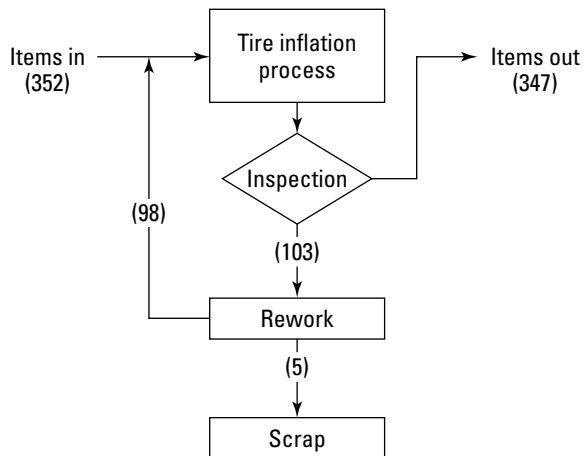 Items in
(352)
Tire inflation
process
Items out
(347)
Inspection
(98)
(103)
Rework
(5)
Scrap